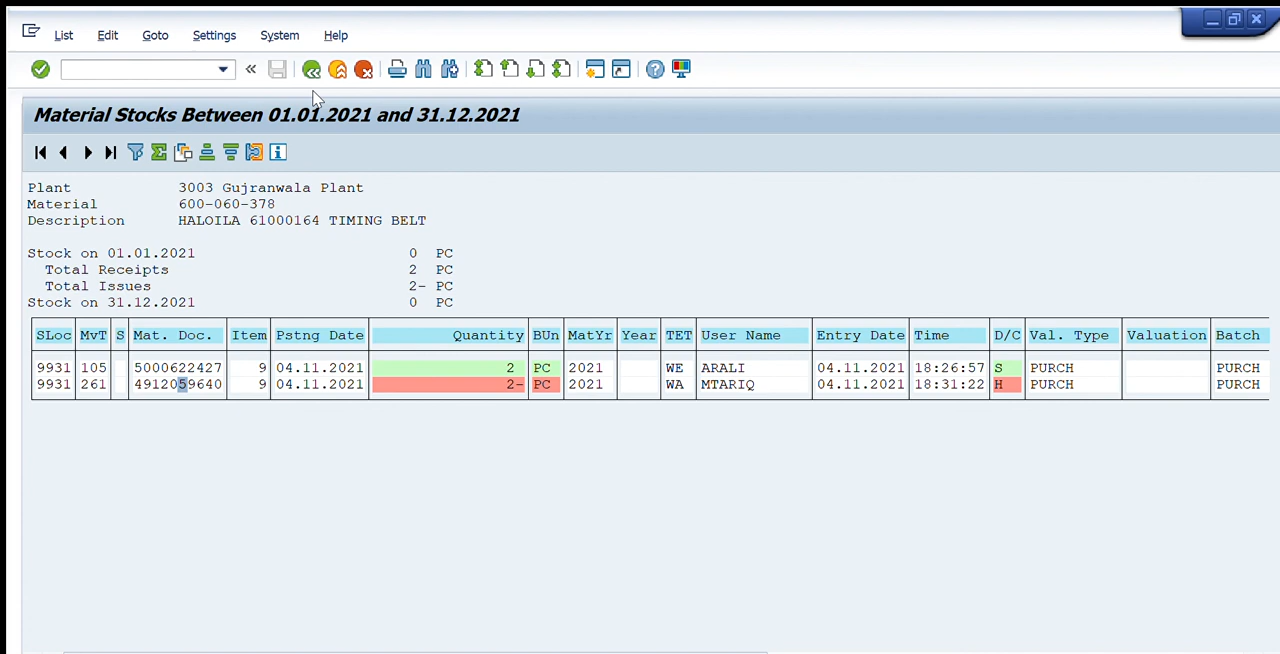 List Edit Goto Settings System Help
Material Stocks Between 01.01.2021 and 31.12.2021
Plant 3003 Gujranwala Plant
Material 600-060-378
Description HALOILA 61000164 TIMING BELT
Stock on 01.01.2021 0 PC
Total Receipts 2 PC
Total Issues 2- PC
Stock on 31.12.2021 0 PC
SLoc MvT S Mat. Doc. Item Pstng Date Quantity BUn MatYr Year TET User Name Entry Date Time D/C Val. Type Valuation Batch
9931 105 5000622427 9 04.11.2021 2 PC 2021 WE ARALI 04.11.2021 18:26:57 S PURCH PURCH
9931 261 4912059640 9 04.11.2021 2- PC 2021 WA MTARIQ 04.11.2021 18:31:22 H PURCH PURCH